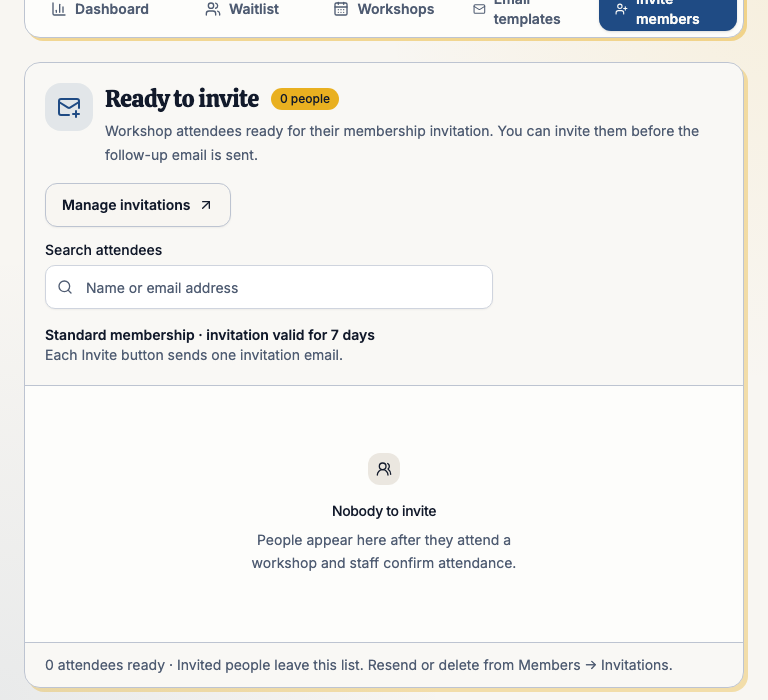 Dashboard
Waitlist
Workshops
Email
templates
Invite
members
Ready to invite
0 people
Workshop attendees ready for their membership invitation. You can invite them before the
follow-up email is sent.
Manage invitations
Search attendees
Name or email address
Standard membership · invitation valid for 7 days
Each Invite button sends one invitation email.
Nobody to invite
People appear here after they attend a
workshop and staff confirm attendance.
0 attendees ready · Invited people leave this list. Resend or delete from Members → Invitations.